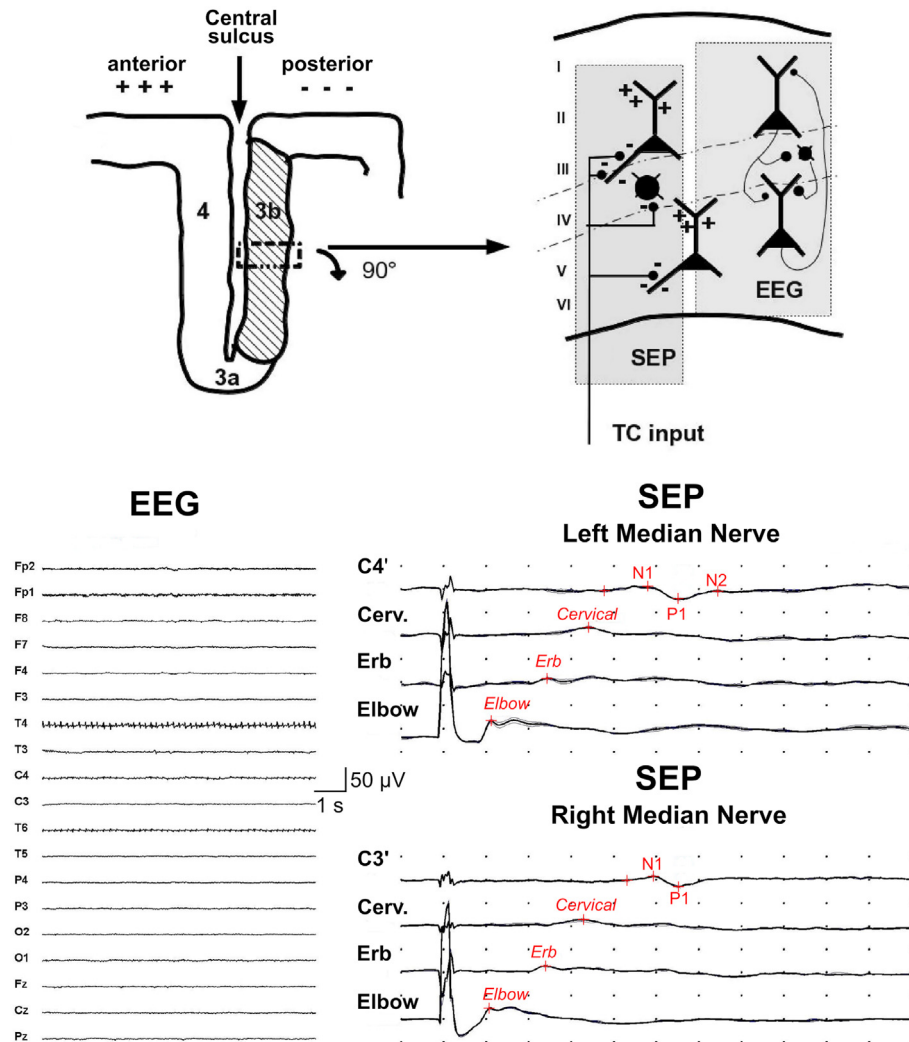 Central
sulcus
anterior
posterior
+ + +
- - -
4
3b
3a
90°
I
II
III
IV
V
VI
EEG
SEP
TC input
EEG
Fp2
Fp1
F8
F7
F4
F3
T4
T3
C4
C3
T6
T5
P4
P3
O2
O1
Fz
Cz
Pz
50 µV
1 s
SEP
Left Median Nerve
C4'
N1
N2
P1
Cerv.
Cervical
Erb
Erb
Elbow
Elbow
SEP
Right Median Nerve
C3'
N1
P1
Cerv.
Cervical
Erb
Erb
Elbow
Elbow